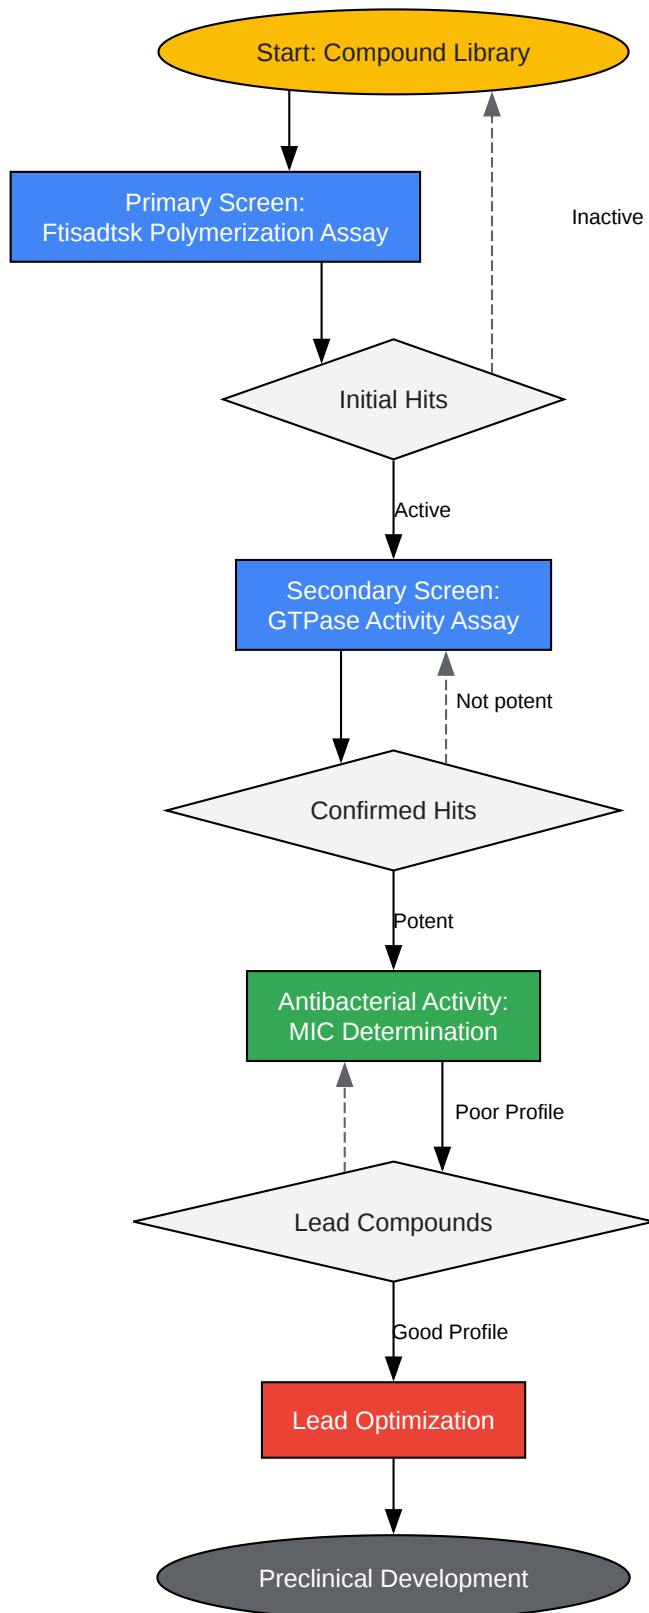 Start: Compound Library
Primary Screen:
Ftisadtsk Polymerization Assay
Inactive
Initial Hits
Active
Secondary Screen:
GTPase Activity Assay
Not potent
Confirmed Hits
Potent
Antibacterial Activity:
MIC Determination
Poor Profile
Lead Compounds
Good Profile
Lead Optimization
Preclinical Development